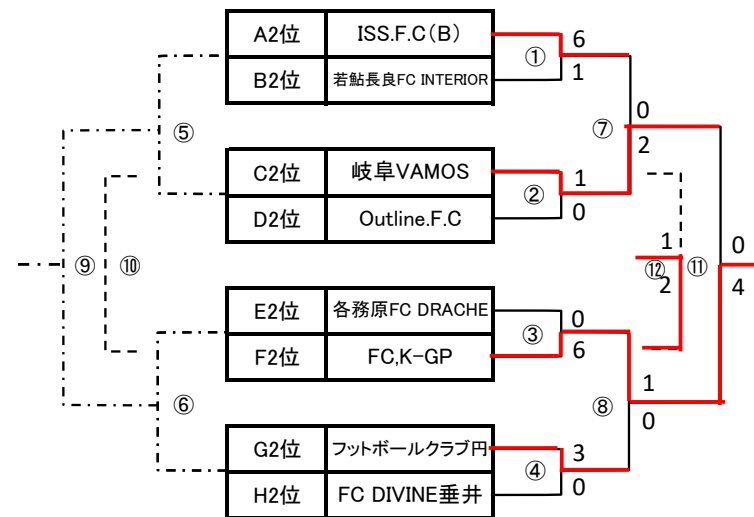 A2位 ISS.F.C(B) 6
①
B2位 若鮎長良FC INTERIOR 1
0
⑤ ⑦
2
C2位 岐阜VAMOS 1
②
D2位 Outline.F.C 0
1 0
⑨ ⑩ ⑫ ⑪
2 4
E2位 各務原FC DRACHE 0
③
F2位 FC,K-GP 6
1
⑥ ⑧
0
G2位 フットボールクラブ円 3
④
H2位 FC DIVINE垂井 0